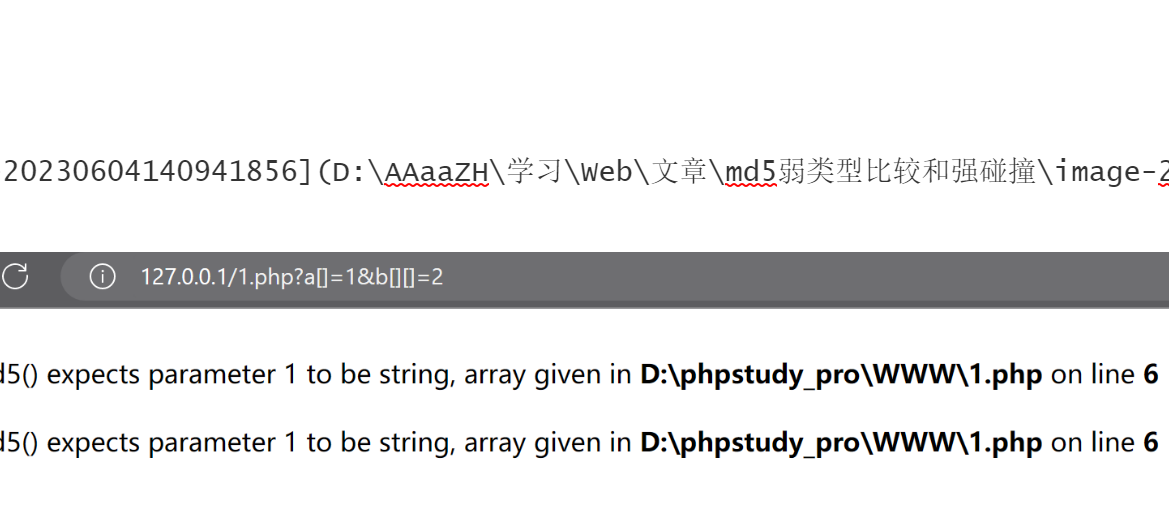 20230604140941856](D:\AAaaZH\学习\Web\文章\md5弱类型比较和强碰撞\image-2
127.0.0.1/1.php?a[]=1&b[][]=2
d5() expects parameter 1 to be string, array given in D:\phpstudy_pro\WWW\1.php on line 6
d5() expects parameter 1 to be string, array given in D:\phpstudy_pro\WWW\1.php on line 6